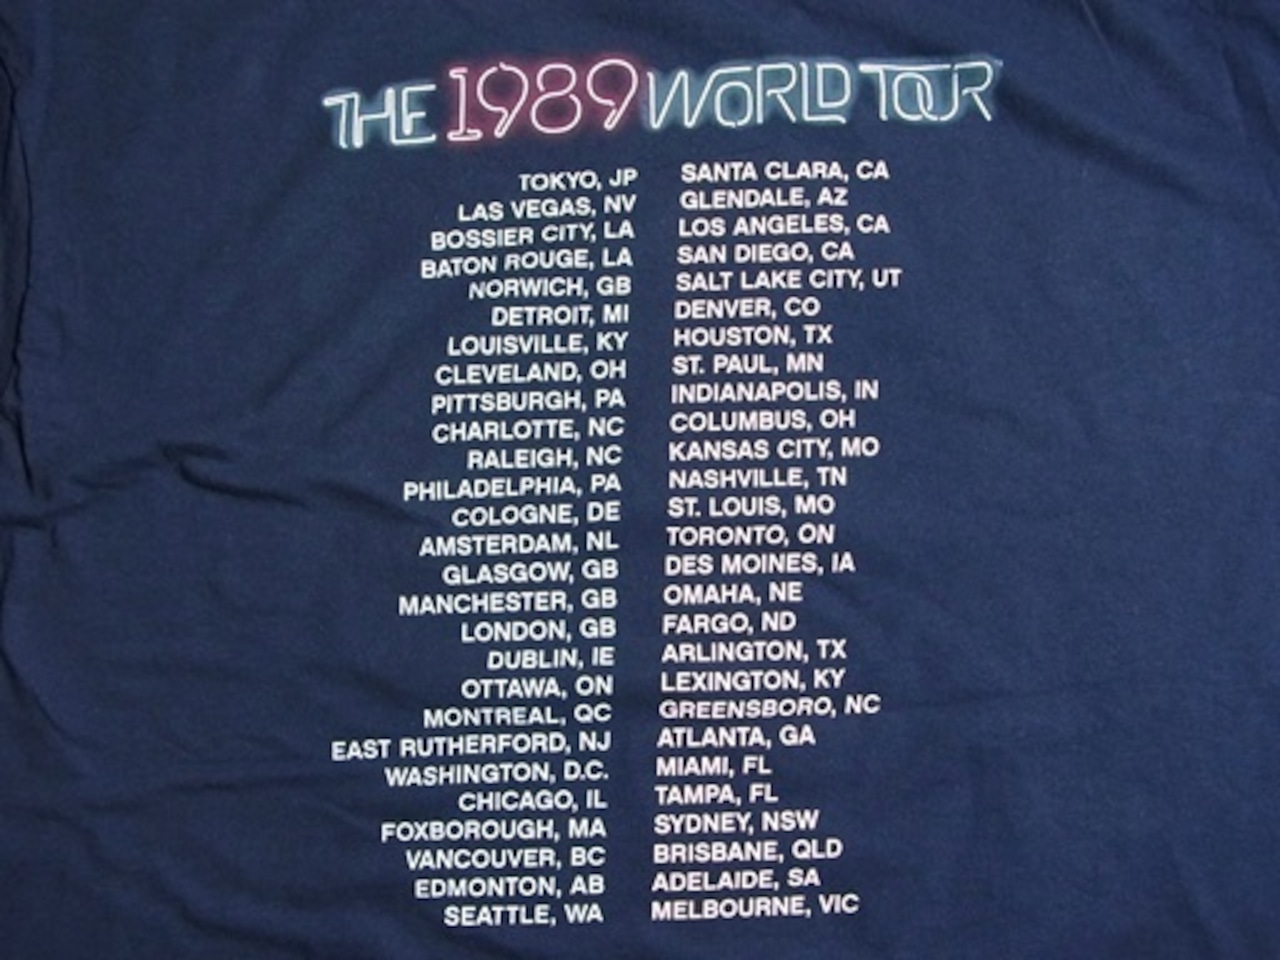 THE 1989 WORLD TOUR
TOKYO, JP
LAS VEGAS, NV
BOSSIER CITY, LA
BATON ROUGE, LA
NORWICH, GB
DETROIT, MI
LOUISVILLE, KY
CLEVELAND, OH
PITTSBURGH, PA
CHARLOTTE, NC
RALEIGH, NC
PHILADELPHIA, PA
COLOGNE, DE
AMSTERDAM, NL
GLASGOW, GB
MANCHESTER, GB
LONDON, GB
DUBLIN, IE
OTTAWA, ON
MONTREAL, QC
EAST RUTHERFORD, NJ
WASHINGTON, D.C.
CHICAGO, IL
FOXBOROUGH, MA
VANCOUVER, BC
EDMONTON, AB
SEATTLE, WA
SANTA CLARA, CA
GLENDALE, AZ
LOS ANGELES, CA
SAN DIEGO, CA
SALT LAKE CITY, UT
DENVER, CO
HOUSTON, TX
ST. PAUL, MN
INDIANAPOLIS, IN
COLUMBUS, OH
KANSAS CITY, MO
NASHVILLE, TN
ST. LOUIS, MO
TORONTO, ON
DES MOINES, IA
OMAHA, NE
FARGO, ND
ARLINGTON, TX
LEXINGTON, KY
GREENSBORO, NC
ATLANTA, GA
MIAMI, FL
TAMPA, FL
SYDNEY, NSW
BRISBANE, QLD
ADELAIDE, SA
MELBOURNE, VIC